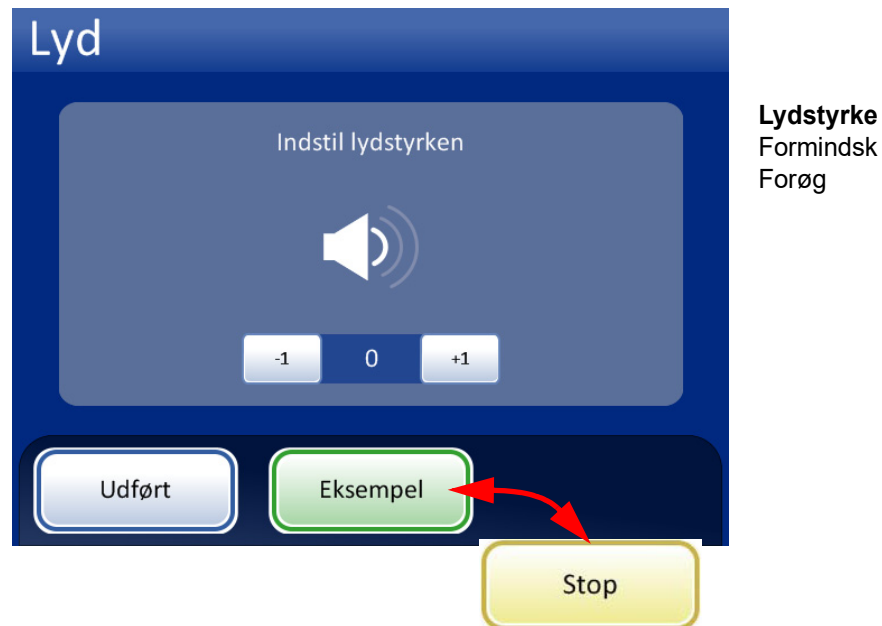 Lyd
Indstil lydstyrken
-1 0 +1
Udført Eksempel
Stop
Lydstyrke
Formindsk
Forøg